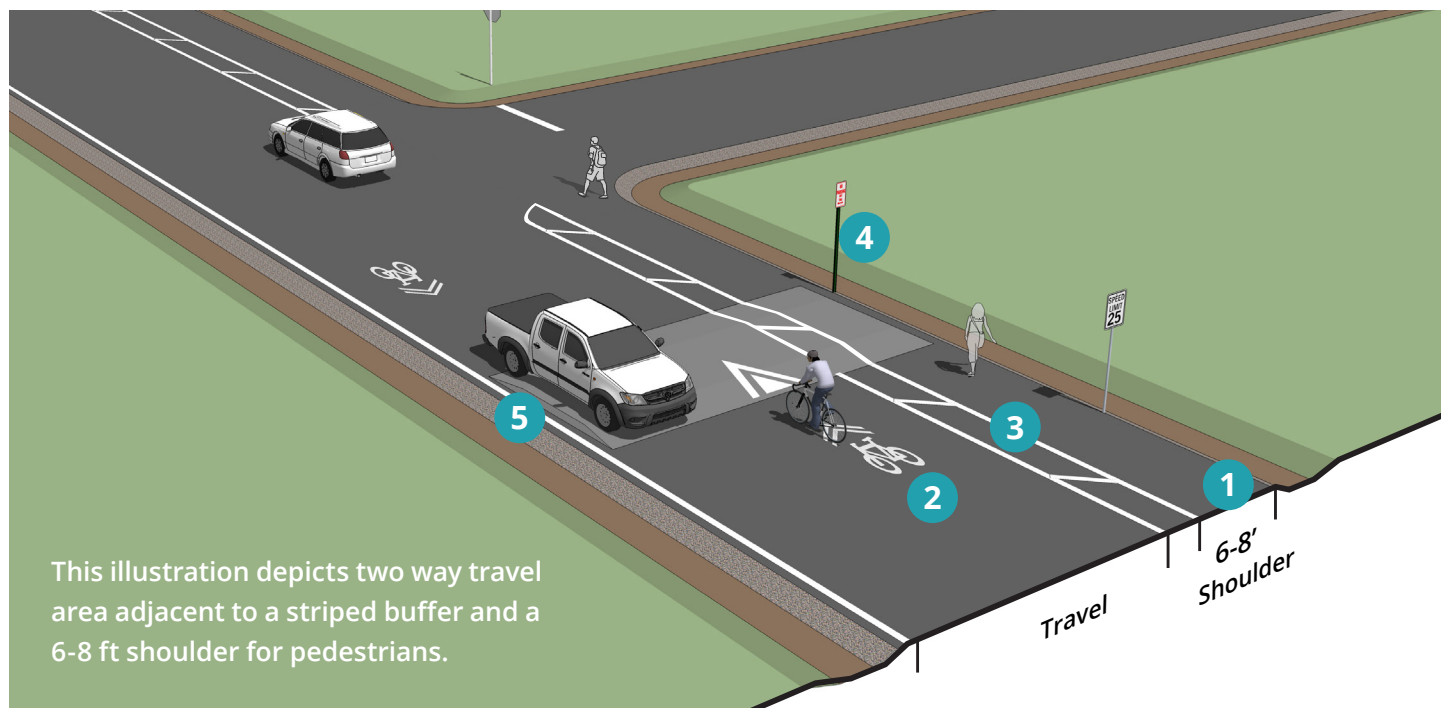 4
SPEED
LIMIT
25
5
3
2
1
6-8'
Shoulder
Travel
This illustration depicts two way travel
area adjacent to a striped buffer and a
6-8 ft shoulder for pedestrians.